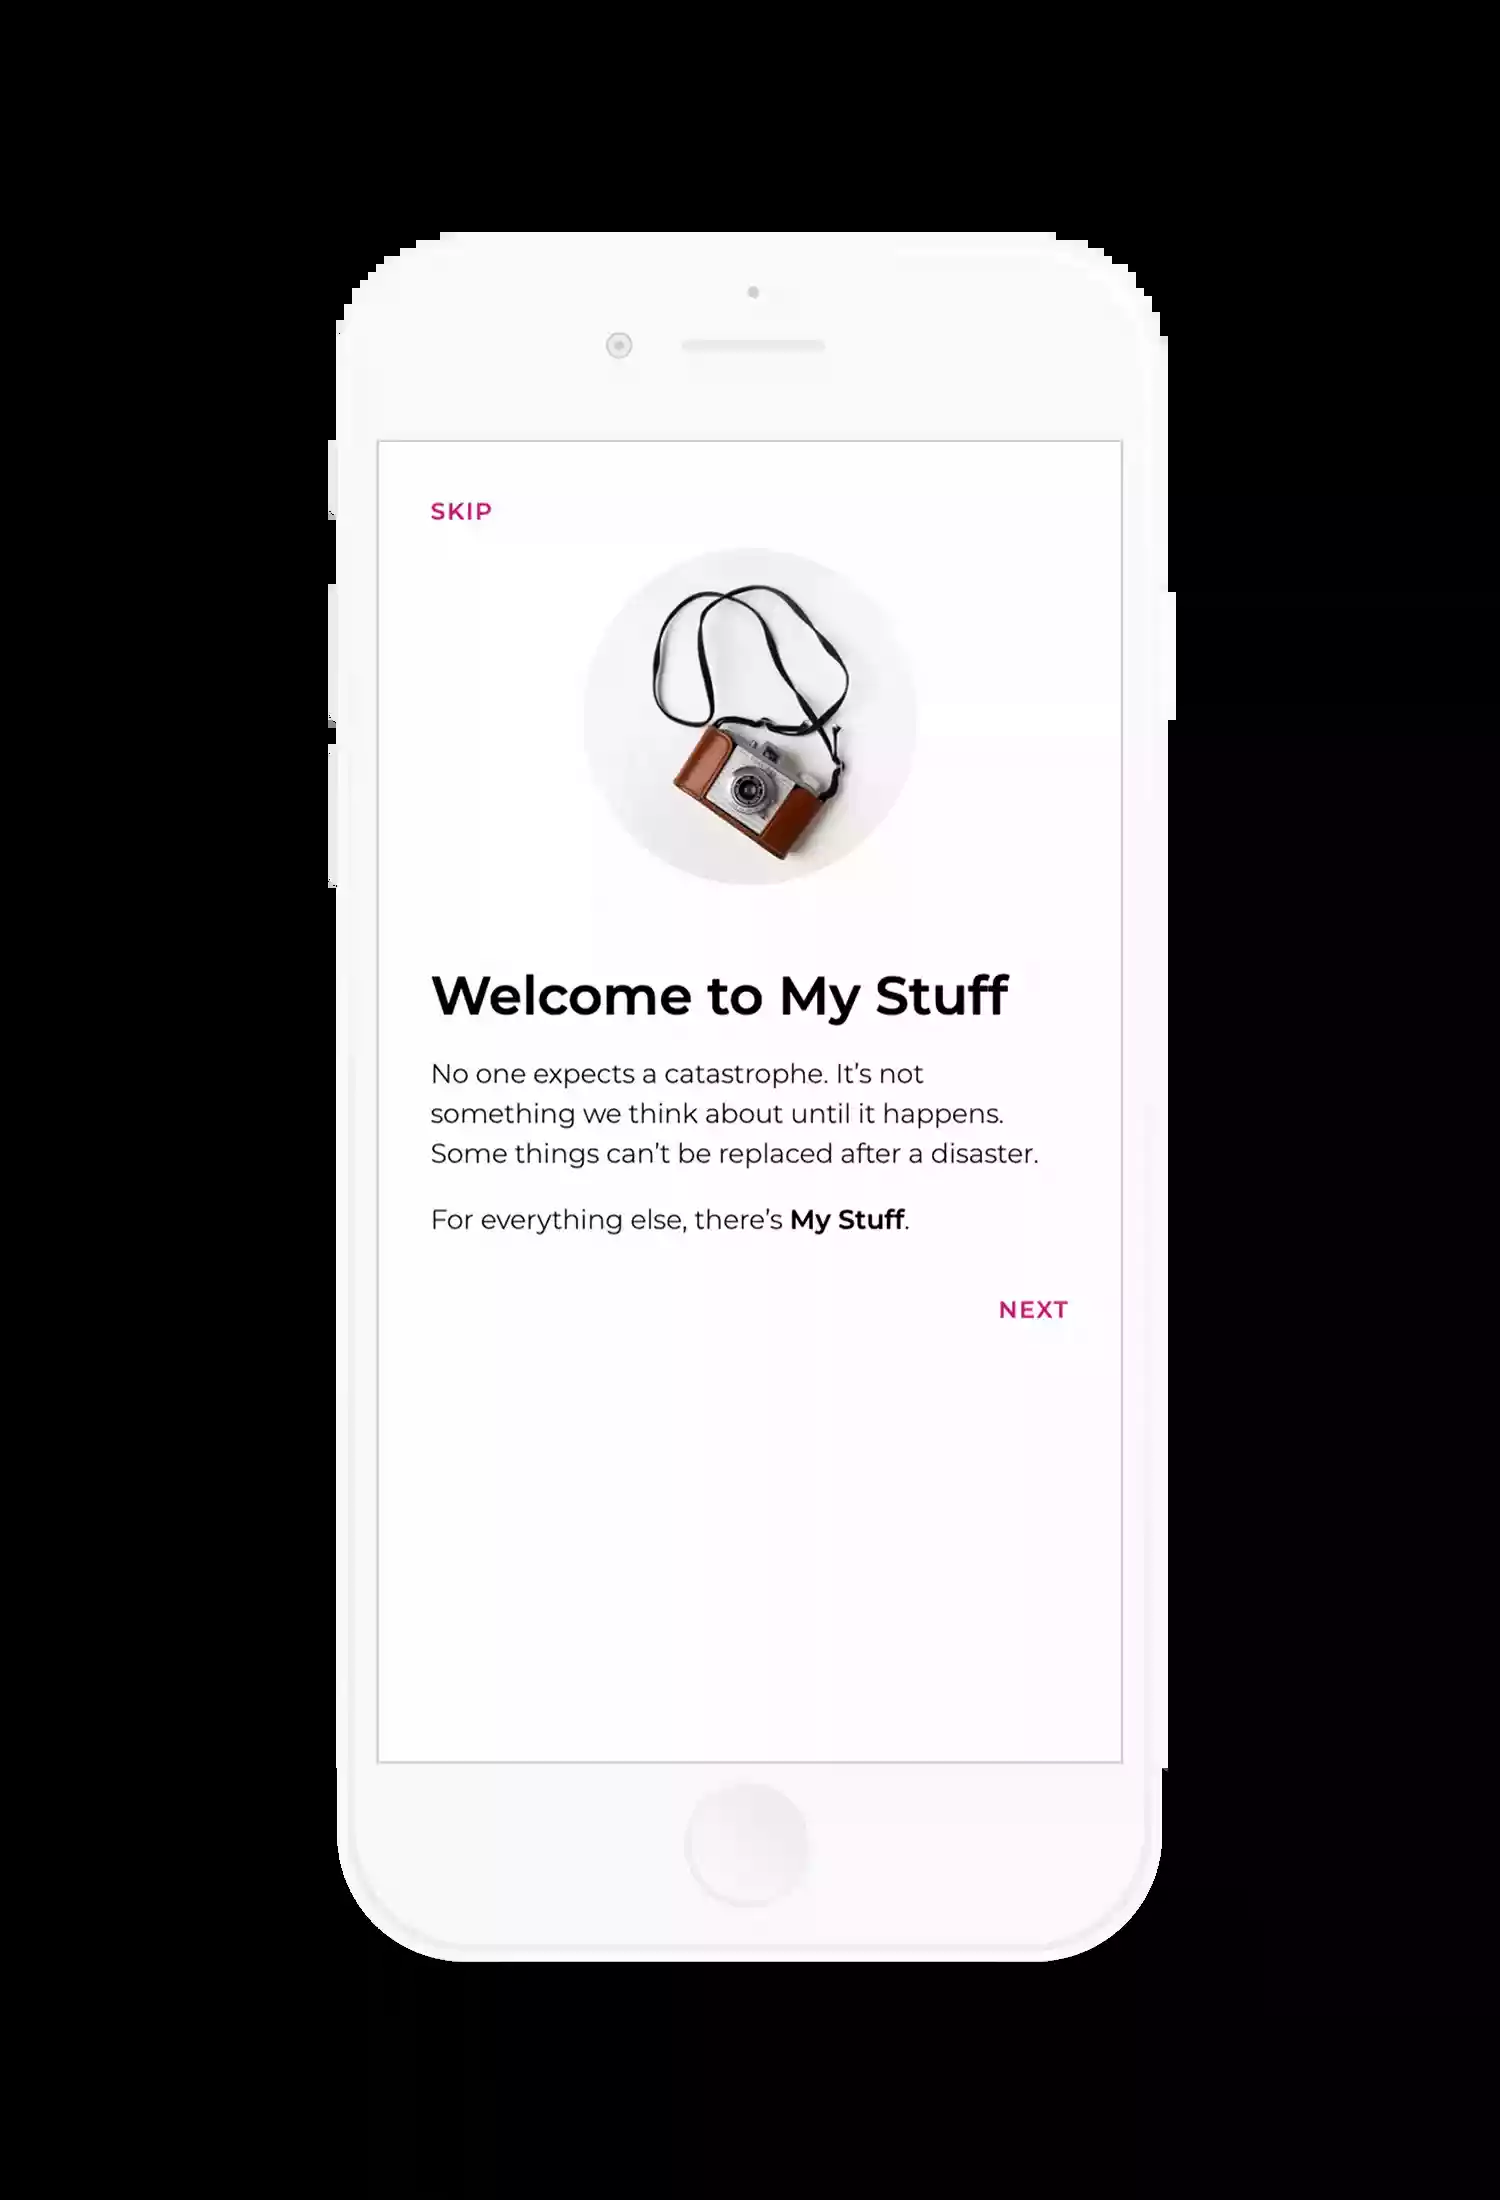 SKIP
Welcome to My Stuff
No one expects a catastrophe. It’s not
something we think about until it happens.
Some things can’t be replaced after a disaster.
For everything else, there’s My Stuff.
NEXT